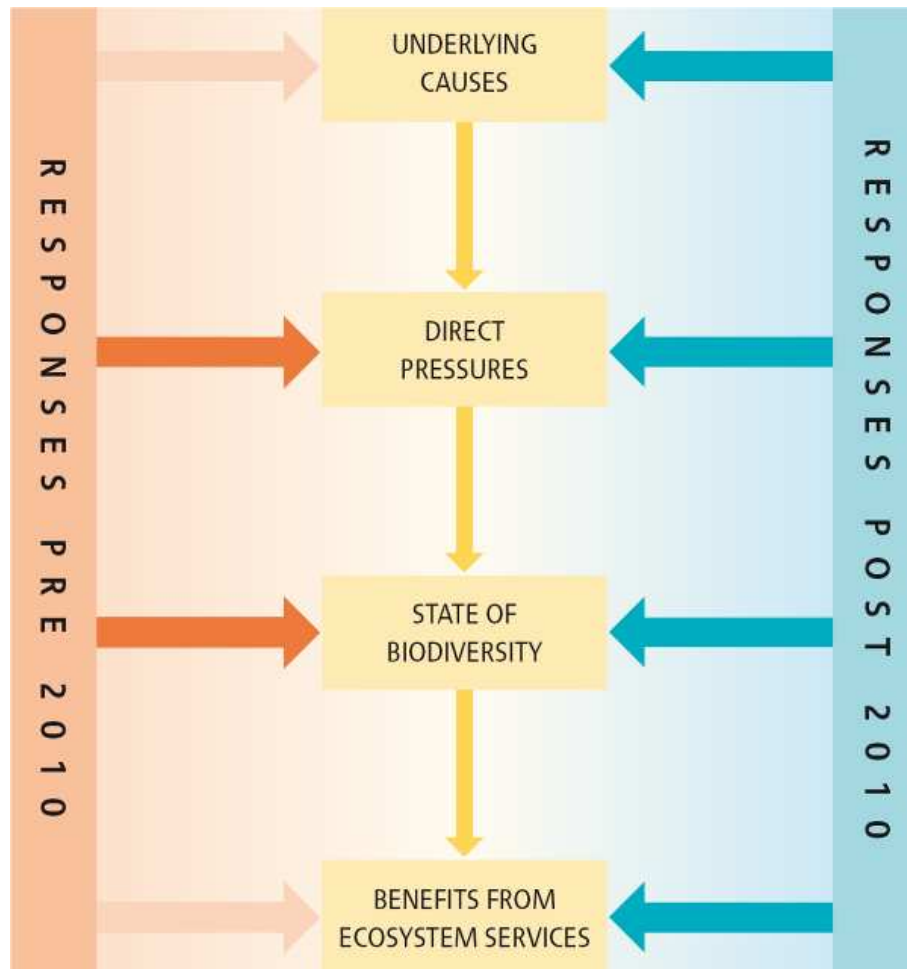 UNDERLYING
CAUSES
RESPONSES PRE 2010
RESPONSES POST 2010
DIRECT
PRESSURES
STATE OF
BIODIVERSITY
BENEFITS FROM
ECOSYSTEM SERVICES